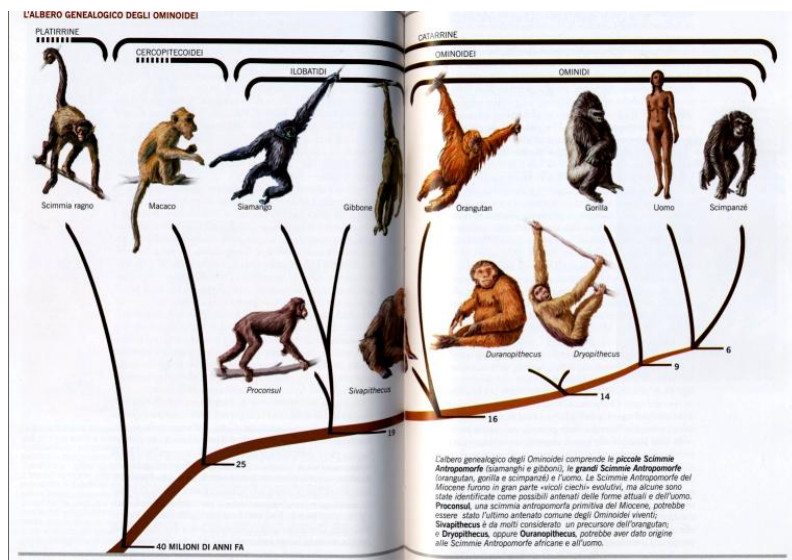 L'ALBERO GENEALOGICO DEGLI OMINOIDEI
PLATIRRINE
CATARRINE
CERCOPITECOIDEI
OMINOIDEI
ILOBATIDI
OMINIDI
Scimmia ragno
Macaco
Siamango
Gibbone
Orangutan
Gorilla
Uomo
Scimpanzé
Proconsul
Sivapithecus
Duranopithecus
Dryopithecus
6
9
14
16
19
25
40 MILIONI DI ANNI FA
L'albero genealogico degli Ominoidei comprende le piccole Scimmie
Antropomorfe (siamanghi e gibboni), le grandi Scimmie Antropomorfe
(orangutan, gorilla e scimpanzé) e l'uomo. Le Scimmie Antropomorfe del
Miocene furono in gran parte «vicoli ciechi» evolutivi, ma alcune sono
state identificate come possibili antenati delle forme attuali e dell'uomo.
Proconsul, una scimmia antropomorfa primitiva del Miocene, potrebbe
essere stato l'ultimo antenato comune degli Ominoidei viventi;
Sivapithecus è da molti considerato un precursore dell'orangutan;
e Dryopithecus, oppure Ouranopithecus, potrebbe aver dato origine
alle Scimmie Antropomorfe africane e all'uomo.